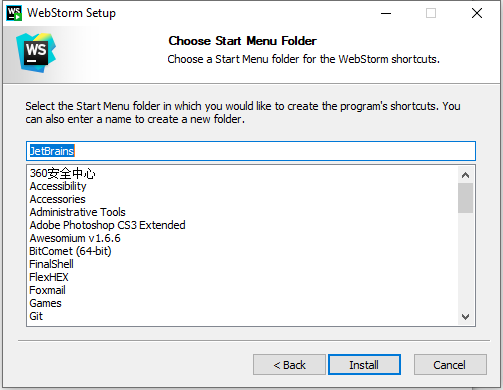 WS
WebStorm Setup
WS
Choose Start Menu Folder
Choose a Start Menu folder for the WebStorm shortcuts.
Select the Start Menu folder in which you would like to create the program's shortcuts. You
can also enter a name to create a new folder.
JetBrains
360安全中心
Accessibility
Accessories
Administrative Tools
Adobe Photoshop CS3 Extended
Awesomium v1.6.6
BitComet (64-bit)
FinalShell
FlexHEX
Foxmail
Games
Git
< Back
Install
Cancel